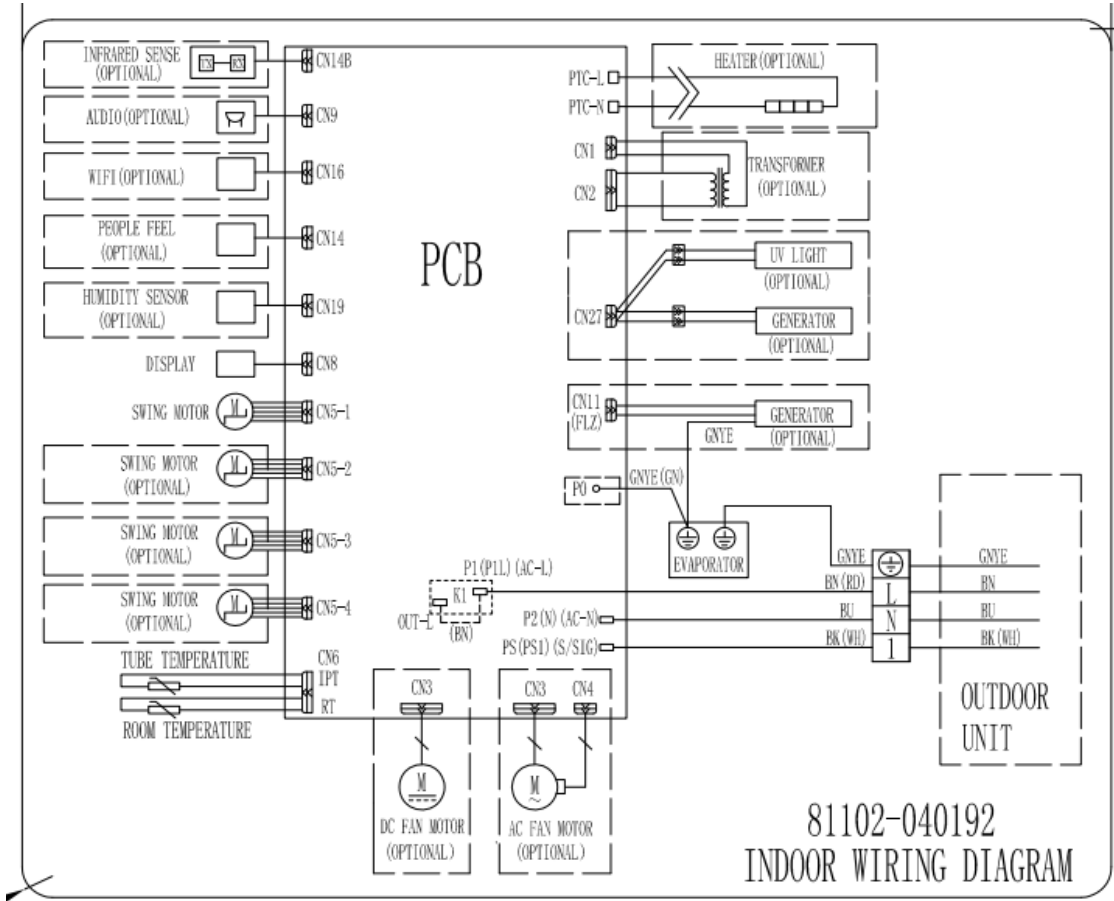 INFRARED SENSE
(OPTIONAL)
TX
RX
CN14B
AUDIO(OPTIONAL)
CN9
WIFI(OPTIONAL)
CN16
PEOPLE FEEL
(OPTIONAL)
CN14
HUMIDITY SENSOR
(OPTIONAL)
CN19
DISPLAY
CN8
SWING MOTOR
M
CN5-1
SWING MOTOR
(OPTIONAL)
M
CN5-2
SWING MOTOR
(OPTIONAL)
M
CN5-3
SWING MOTOR
(OPTIONAL)
M
CN5-4
TUBE TEMPERATURE
CN6
IPT
RT
ROOM TEMPERATURE
PCB
PTC-L
PTC-N
HEATER(OPTIONAL)
CN1
CN2
TRANSFORMER
(OPTIONAL)
CN27
UV LIGHT
(OPTIONAL)
GENERATOR
(OPTIONAL)
CN11
(FLZ)
GENERATOR
(OPTIONAL)
GNYE
P0
GNYE(GN)
EVAPORATOR
P1(P1L)(AC-L)
K1
OUT-L
(BN)
P2(N)(AC-N)
PS(PS1)(S/SIG)
GNYE
BN(RD)
BU
BK(WH)
L
N
1
GNYE
BN
BU
BK(WH)
OUTDOOR
UNIT
CN3
M
DC FAN MOTOR
(OPTIONAL)
CN3
CN4
M
~
AC FAN MOTOR
(OPTIONAL)
81102-040192
INDOOR WIRING DIAGRAM